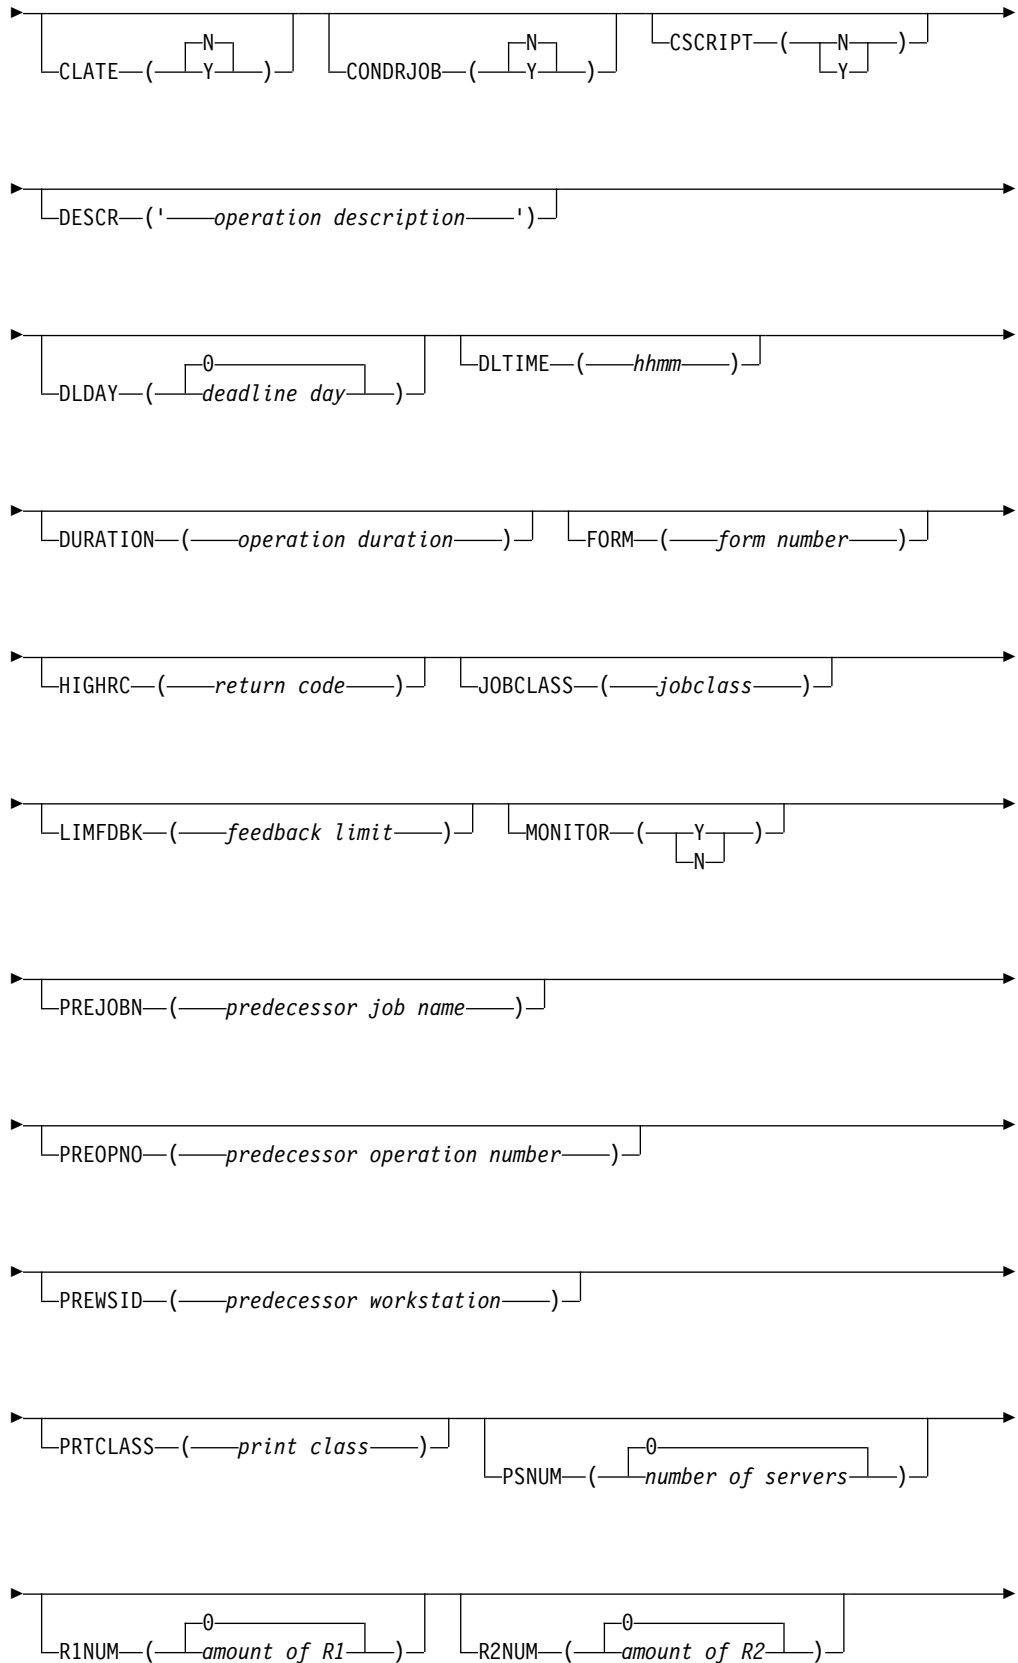 N N CSCRIPT ( N )
CLATE ( Y ) CONDRJOB ( Y ) Y
DESCR (' operation description ')
0 DLTIME ( hhmm )
DLDAY ( deadline day )
DURATION ( operation duration ) FORM ( form number )
HIGHRC ( return code ) JOBCLASS ( jobclass )
LIMFDBK ( feedback limit ) MONITOR ( Y )
N
PREJOBN ( predecessor job name )
PREOPNO ( predecessor operation number )
PREWSID ( predecessor workstation )
PRTCLASS ( print class ) 0
PSNUM ( number of servers )
0 0
R1NUM ( amount of R1 ) R2NUM ( amount of R2 )